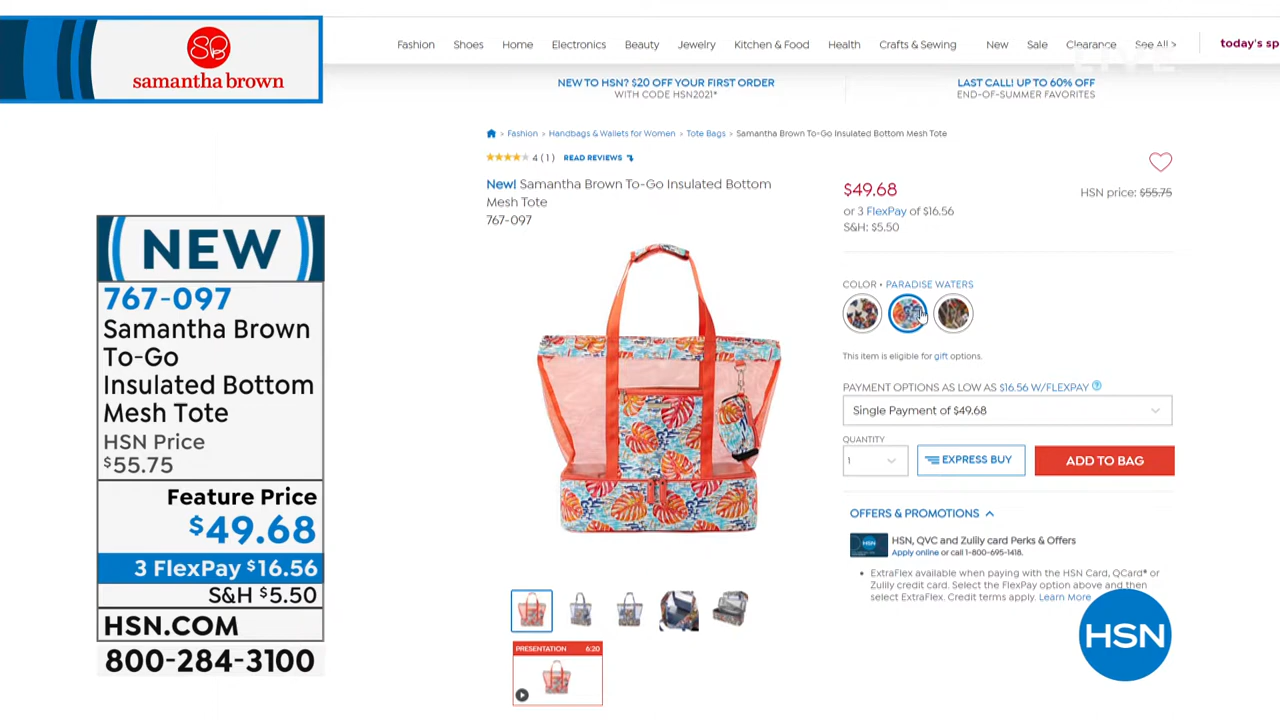 SB
samantha brown
Fashion Shoes Home Electronics Beauty Jewelry Kitchen & Food Health Crafts & Sewing New Sale Clearance See All > today's sp
NEW TO HSN? $20 OFF YOUR FIRST ORDER
WITH CODE HSN2021*
LAST CALL! UP TO 60% OFF
END-OF-SUMMER FAVORITES
> Fashion > Handbags & Wallets for Women > Tote Bags > Samantha Brown To-Go Insulated Bottom Mesh Tote
4 ( 1 ) READ REVIEWS
New! Samantha Brown To-Go Insulated Bottom
Mesh Tote
767-097
$49.68
HSN price: $55.75
or 3 FlexPay of $16.56
S&H: $5.50
COLOR • PARADISE WATERS
This item is eligible for gift options.
PAYMENT OPTIONS AS LOW AS $16.56 W/FLEXPAY ?
Single Payment of $49.68
QUANTITY
1
EXPRESS BUY
ADD TO BAG
OFFERS & PROMOTIONS
HSN
HSN, QVC and Zulily card Perks & Offers
Apply online or call 1-800-695-1418.
• ExtraFlex available when paying with the HSN Card, QCard® or
Zulily credit card. Select the FlexPay option above and then
select ExtraFlex. Credit terms apply. Learn More
PRESENTATION 6:20
NEW
767-097
Samantha Brown
To-Go
Insulated Bottom
Mesh Tote
HSN Price
$55.75
Feature Price
$49.68
3 FlexPay $16.56
S&H $5.50
HSN.COM
800-284-3100
HSN